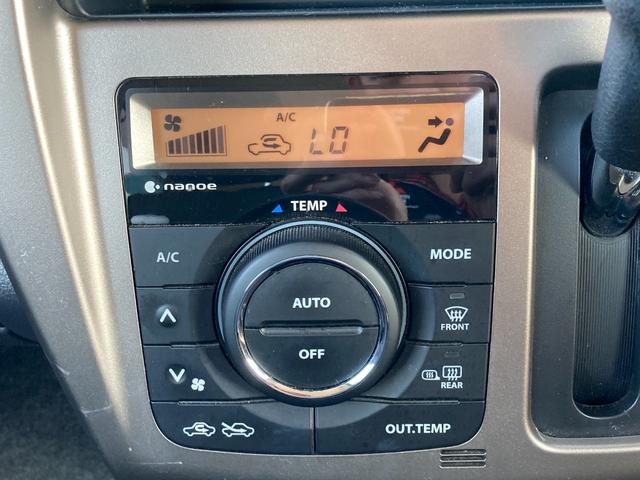 A/C
LO
nanoe
TEMP
A/C
MODE
AUTO
OFF
FRONT
REAR
OUT.TEMP